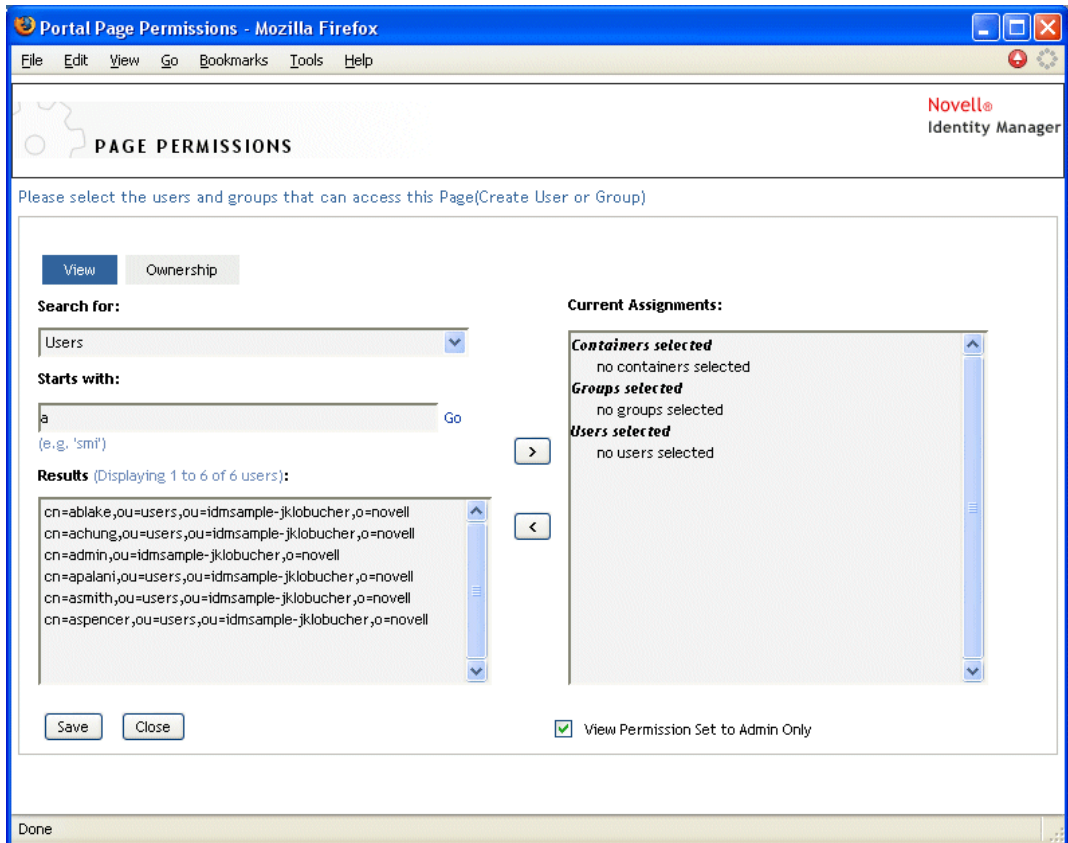 Portal Page Permissions - Mozilla Firefox
File Edit View Go Bookmarks Tools Help
Novell®
Identity Manager
PAGE PERMISSIONS
Please select the users and groups that can access this Page(Create User or Group)
View Ownership
Search for:
Users
Starts with:
a Go
(e.g. 'smi')
Results (Displaying 1 to 6 of 6 users):
cn=ablake,ou=users,ou=idmsample-jklobucher,o=novell
cn=achung,ou=users,ou=idmsample-jklobucher,o=novell
cn=admin,ou=idmsample-jklobucher,o=novell
cn=apalani,ou=users,ou=idmsample-jklobucher,o=novell
cn=asmith,ou=users,ou=idmsample-jklobucher,o=novell
cn=aspencer,ou=users,ou=idmsample-jklobucher,o=novell
>
<
Current Assignments:
Containers selected
no containers selected
Groups selected
no groups selected
Users selected
no users selected
Save Close
View Permission Set to Admin Only
Done